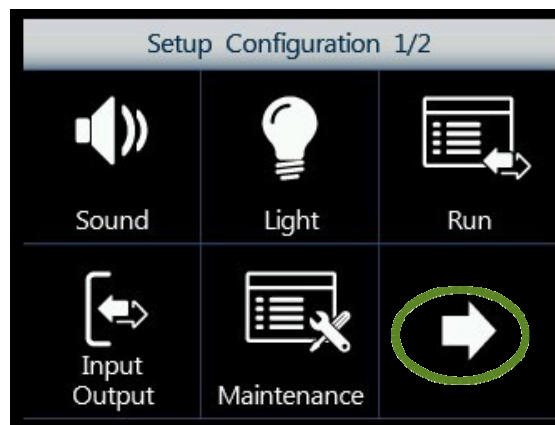 Setup Configuration 1/2
Sound
Light
Run
Input
Output
Maintenance